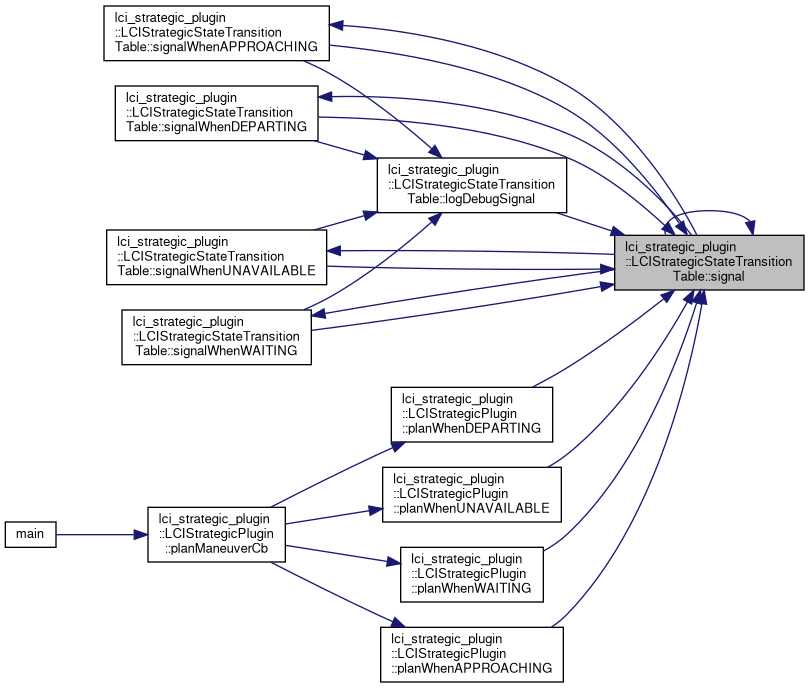 lci_strategic_plugin
::LCIStrategicStateTransition
Table::signalWhenAPPROACHING
lci_strategic_plugin
::LCIStrategicStateTransition
Table::signalWhenDEPARTING
lci_strategic_plugin
::LCIStrategicStateTransition
Table::logDebugSignal
lci_strategic_plugin
::LCIStrategicStateTransition
Table::signalWhenUNAVAILABLE
lci_strategic_plugin
::LCIStrategicStateTransition
Table::signal
lci_strategic_plugin
::LCIStrategicStateTransition
Table::signalWhenWAITING
lci_strategic_plugin
::LCIStrategicPlugin
::planWhenDEPARTING
lci_strategic_plugin
::LCIStrategicPlugin
::planWhenUNAVAILABLE
main
lci_strategic_plugin
::LCIStrategicPlugin
::planManeuverCb
lci_strategic_plugin
::LCIStrategicPlugin
::planWhenWAITING
lci_strategic_plugin
::LCIStrategicPlugin
::planWhenAPPROACHING